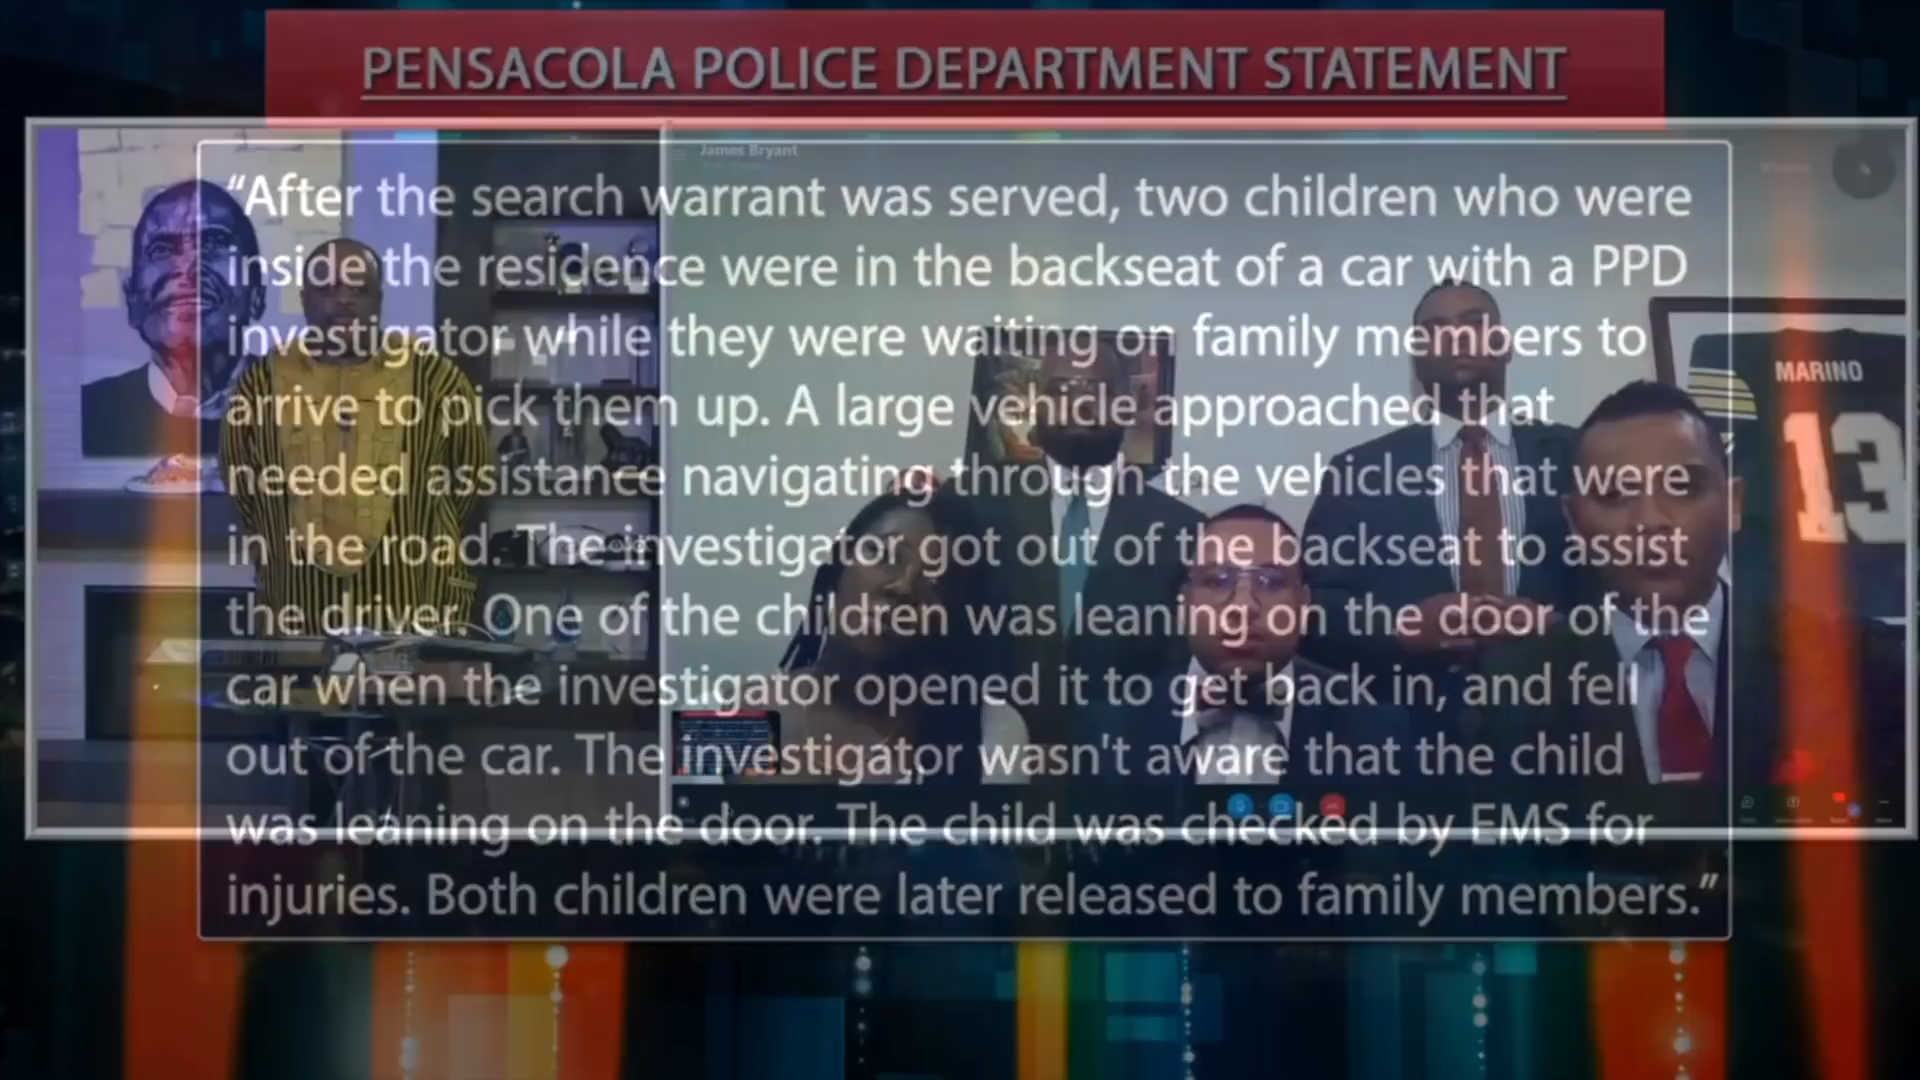 PENSACOLA POLICE DEPARTMENT STATEMENT
James Bryant
“After the search warrant was served, two children who were
inside the residence were in the backseat of a car with a PPD
investigator while they were waiting on family members to
arrive to pick them up. A large vehicle approached that
needed assistance navigating through the vehicles that were
in the road. The investigator got out of the backseat to assist
the driver. One of the children was leaning on the door of the
car when the investigator opened it to get back in, and fell
out of the car. The investigator wasn't aware that the child
was leaning on the door. The child was checked by EMS for
injuries. Both children were later released to family members.”
MARINO
13